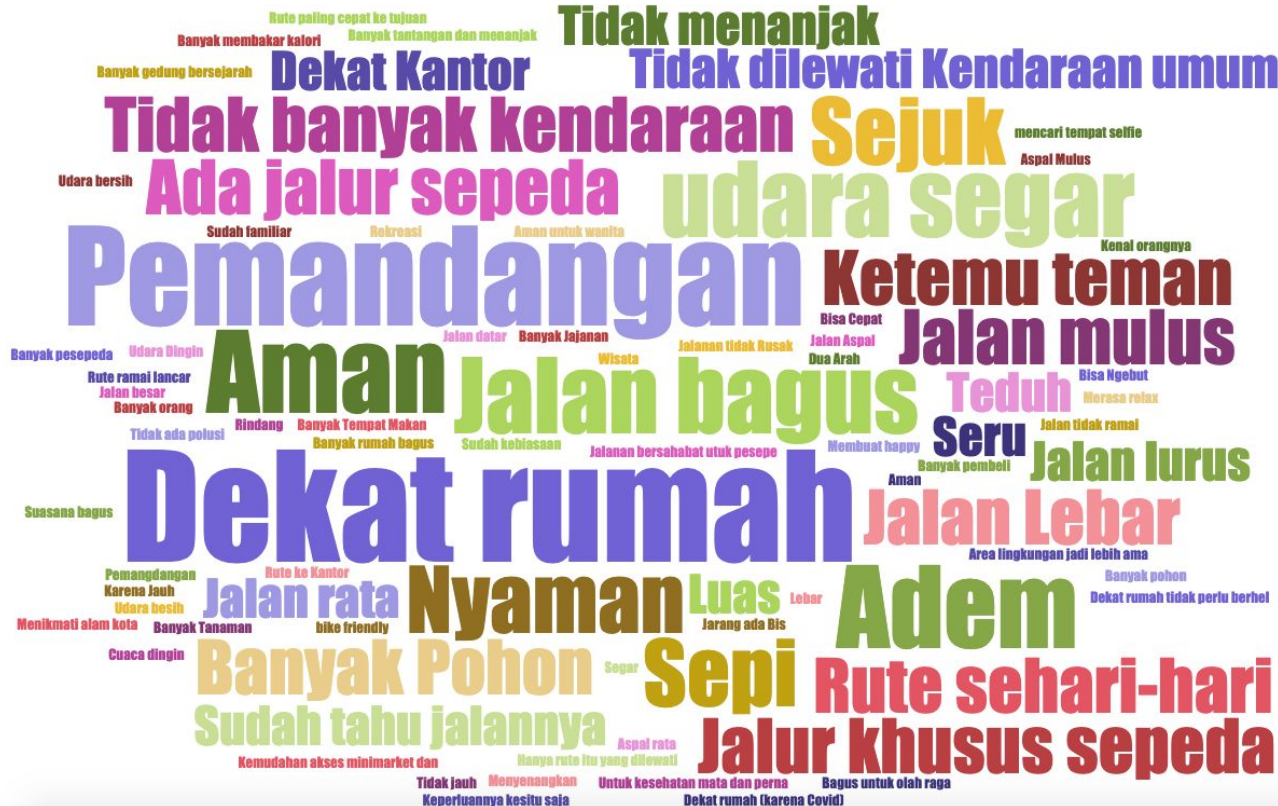 Rute paling cepat ke tujuan
Tidak menanjak
Banyak membakar kalori
Banyak tantangan dan menanjak
Banyak gedung bersejarah
Dekat Kantor
Tidak dilewati Kendaraan umum
Tidak banyak kendaraan
Sejuk
mencari tempat selfie
Aspal Mulus
Udara bersih
Ada jalur sepeda
udara segar
Sudah familiar
Rekreasi
Aman untuk wanita
Kenal orangnya
Pemandangan
Ketemu teman
Bisa Cepat
Jalan mulus
Jalan datar
Banyak Jajanan
Jalan Aspal
Banyak pesepeda
Udara Dingin
Jalanan tidak Rusak
Wisata
Dua Arah
Aman
Jalan bagus
Rute ramai lancar
Teduh
Bisa Ngebut
Jalan besar
Merasa relax
Banyak orang
Rindang
Banyak Tempat Makan
Jalan tidak ramai
Tidak ada polusi
Banyak rumah bagus
Sudah kebiasaan
Jalanan bersahabat utuk pesepe
Membuat happy
Seru
Banyak pembeli
Jalan lurus
Aman
Dekat rumah
Suasana bagus
Jalan Lebar
Area lingkungan jadi lebih ama
Pemangdangan
Rute ke Kantor
Karena Jauh
Jalan rata
Nyaman
Luas
Lebar
Adem
Banyak pohon
Udara besih
Dekat rumah tidak perlu berhel
Menikmati alam kota
Banyak Tanaman
bike friendly
Jarang ada Bis
Cuaca dingin
Banyak Pohon
Segar
Sepi
Rute sehari-hari
Sudah tahu jalannya
Aspal rata
Jalur khusus sepeda
Kemudahan akses minimarket dan
Hanya rute itu yang dilewati
Tidak jauh
Menyenangkan
Untuk kesehatan mata dan perna
Bagus untuk olah raga
Keperluannya kesitu saja
Dekat rumah (karena Covid)